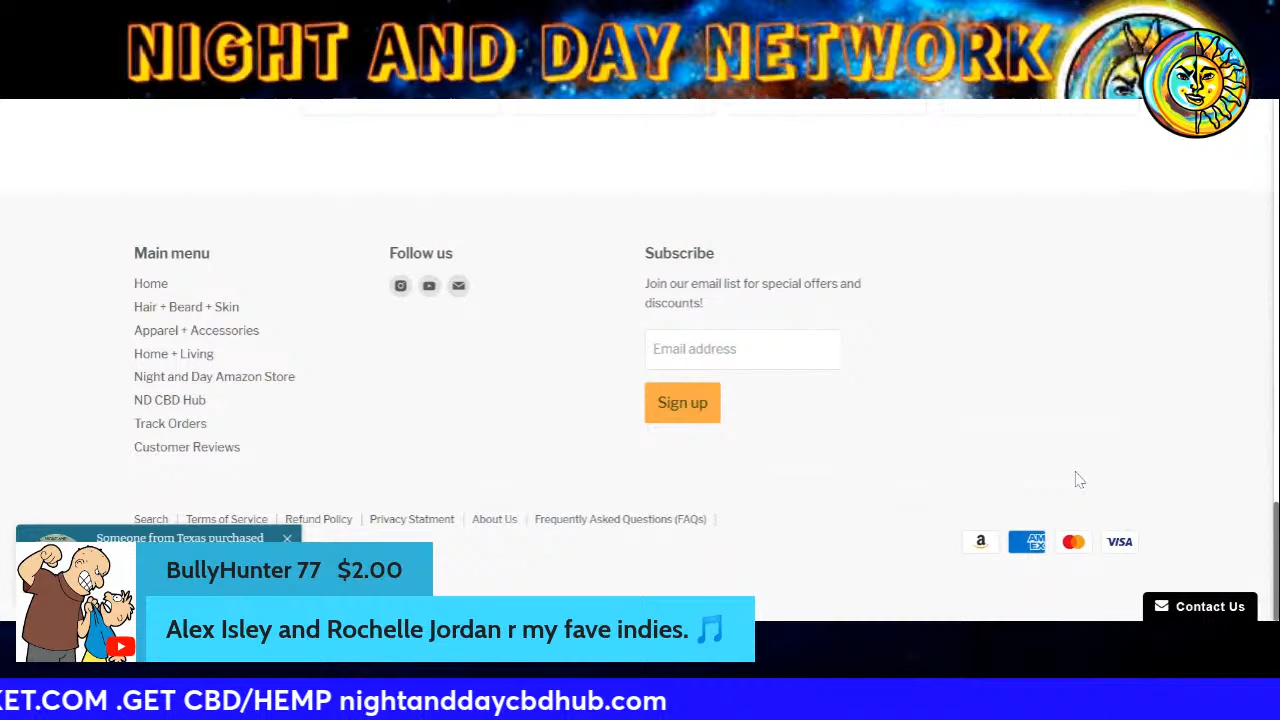 NIGHT AND DAY NETWORK
Main menu
Home
Hair + Beard + Skin
Apparel + Accessories
Home + Living
Night and Day Amazon Store
ND CBD Hub
Track Orders
Customer Reviews
Follow us
Subscribe
Join our email list for special offers and
discounts!
Email address
Sign up
Search | Terms of Service | Refund Policy | Privacy Statment | About Us | Frequently Asked Questions (FAQs) |
a AM EX VISA
Someone from Texas purchased ×
Contact Us
BullyHunter 77 $2.00
Alex Isley and Rochelle Jordan r my fave indies. 🎵
KET.COM .GET CBD/HEMP nightanddaycbdhub.com